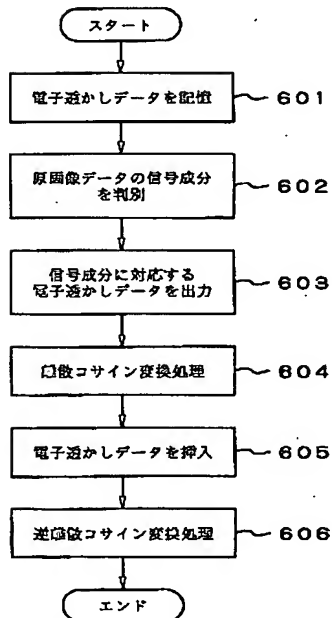 スタート
電子透かしデータを記憶
601
原画像データの信号成分
を判別
602
信号成分に対応する
電子透かしデータを出力
603
離散コサイン変換処理
604
電子透かしデータを挿入
605
逆離散コサイン変換処理
606
エンド